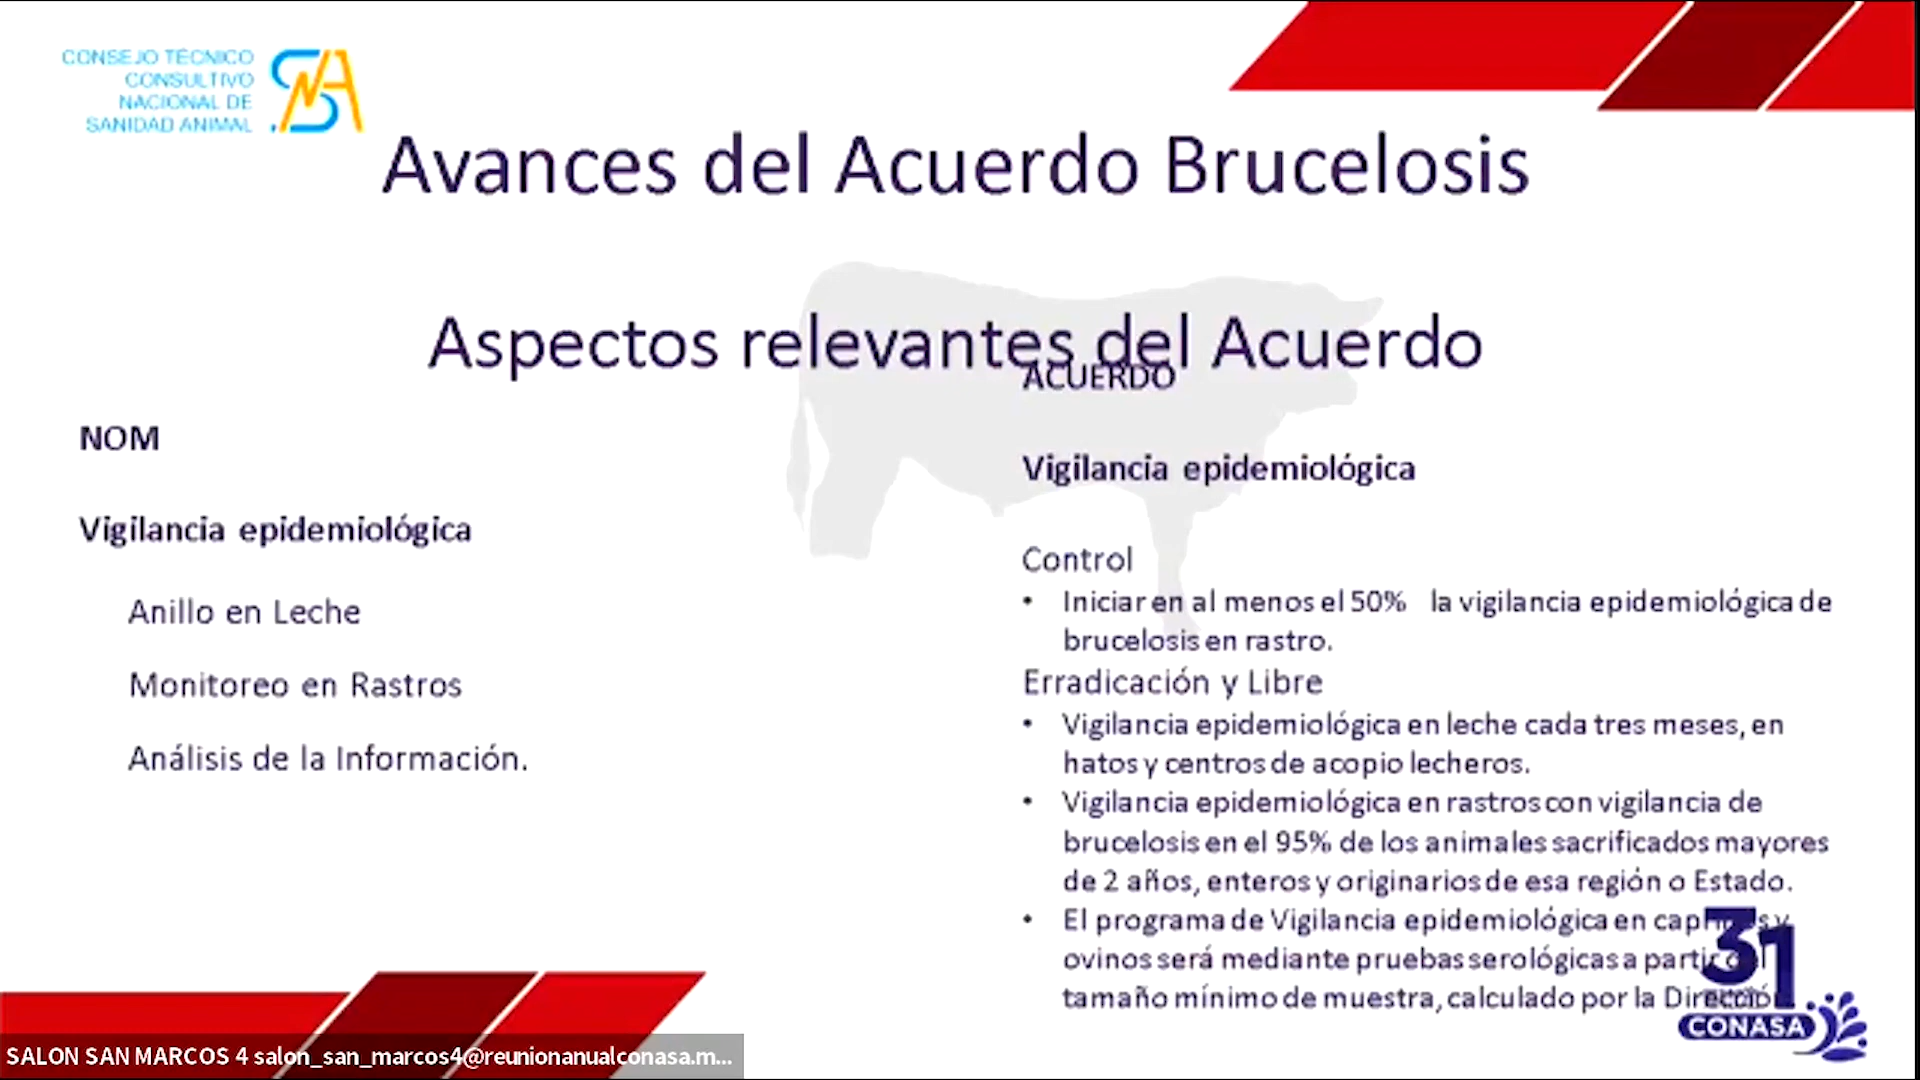 CONSEJO TÉCNICO
CONSULTIVO
NACIONAL DE
SANIDAD ANIMAL
Avances del Acuerdo Brucelosis
Aspectos relevantes del Acuerdo
NOM
Vigilancia epidemiológica
Anillo en Leche
Monitoreo en Rastros
Análisis de la Información.
ACUERDO
Vigilancia epidemiológica
Control
• Iniciar en al menos el 50% la vigilancia epidemiológica de
brucelosis en rastro.
Erradicación y Libre
• Vigilancia epidemiológica en leche cada tres meses, en
hatos y centros de acopio lecheros.
• Vigilancia epidemiológica en rastros con vigilancia de
brucelosis en el 95% de los animales sacrificados mayores
de 2 años, enteros y originarios de esa región o Estado.
• El programa de Vigilancia epidemiológica en caprinos y
ovinos será mediante pruebas serológicas a partir del
tamaño mínimo de muestra, calculado por la Dirección.
31
CONASA
SALON SAN MARCOS 4 salon_san_marcos4@reunionanualconasa.m...